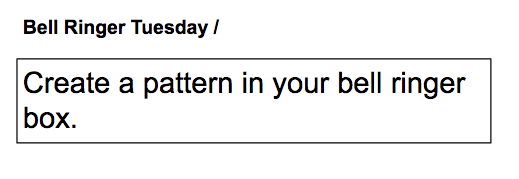 Bell Ringer Tuesday /
Create a pattern in your bell ringer
box.